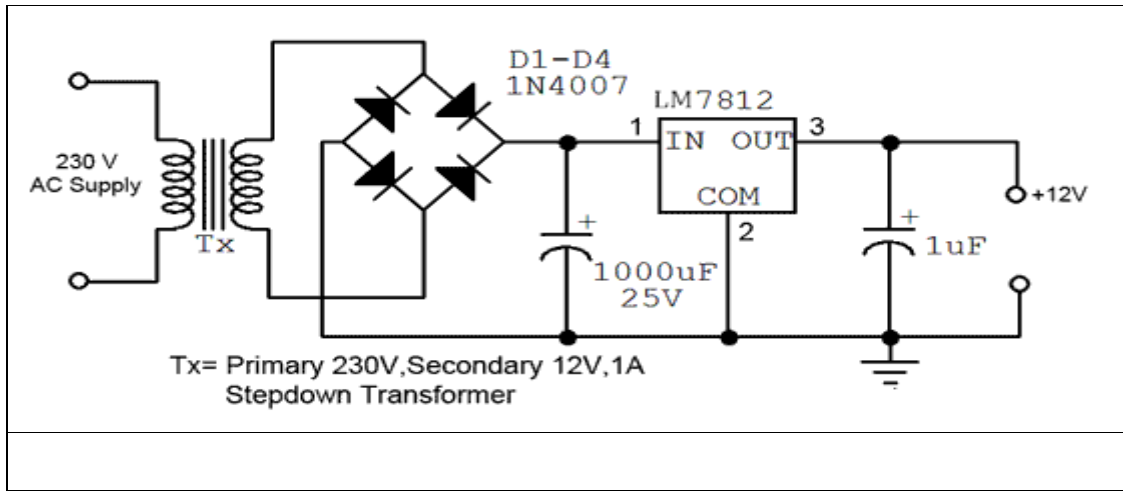 D1-D4
1N4007
LM7812
1
IN OUT
3
230 V
AC Supply
COM
+12V
+
+
2
Tx
1uF
1000uF
25V
Tx= Primary 230V,Secondary 12V,1A
Stepdown Transformer